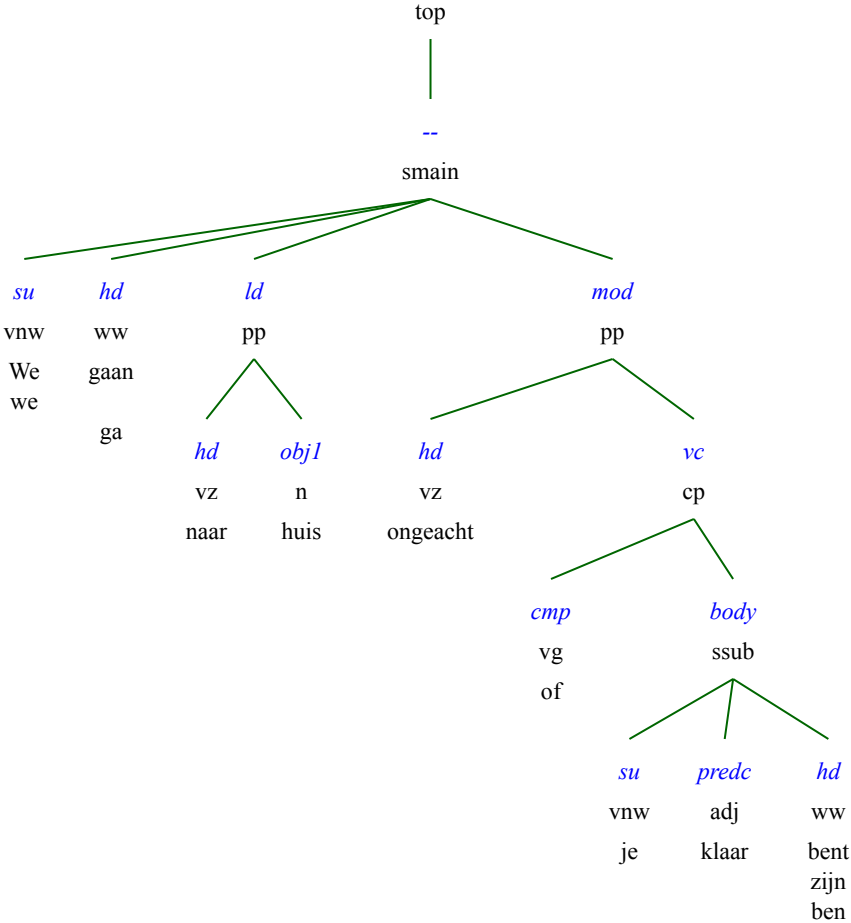 top
--
smain
su hd ld mod
vnw ww pp pp
We gaan
we
ga
hd obj1 hd vc
vz n vz cp
naar huis ongeacht
cmp body
vg ssub
of
su predc hd
vnw adj ww
je klaar bent
zijn
ben